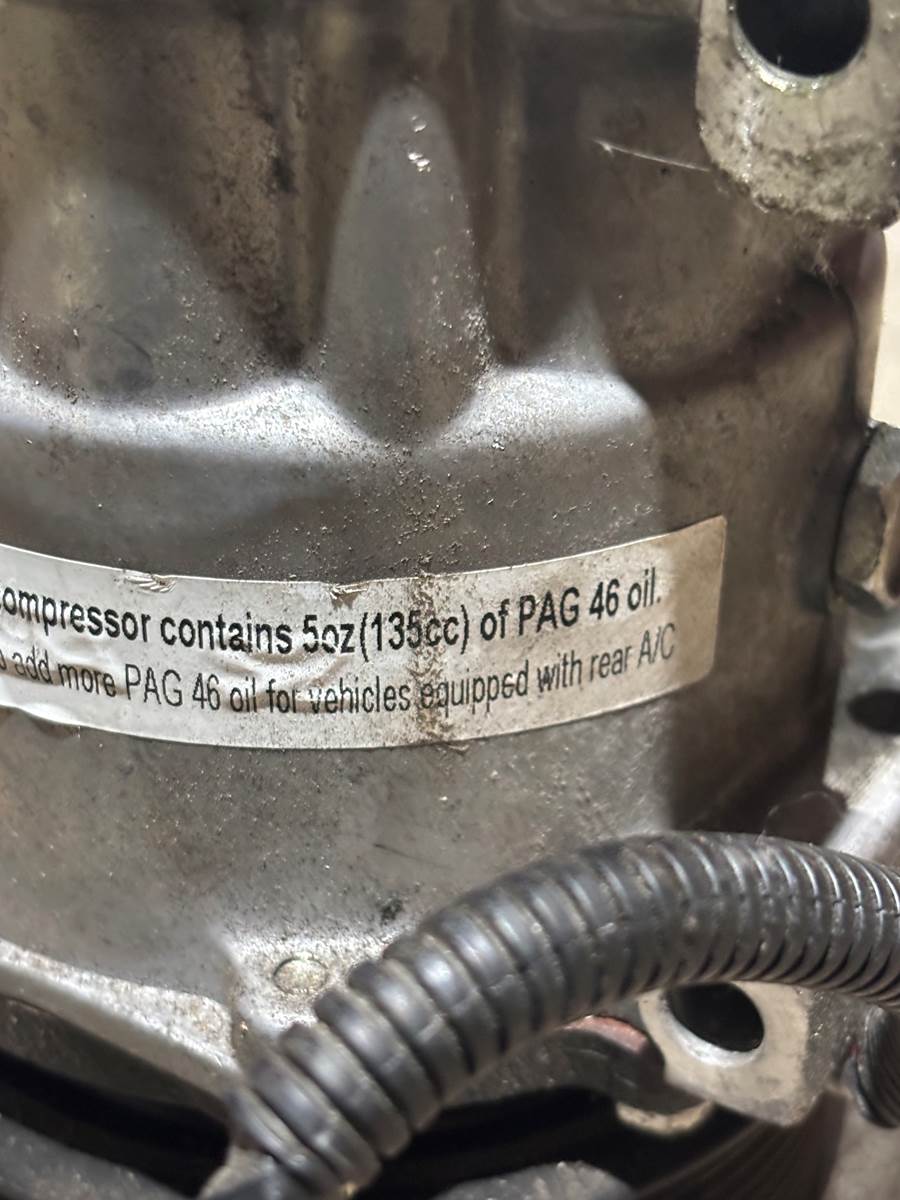 ompressor contains 5oz(135cc) of PAG 46 oil.
add more PAG 46 oil for vehicles equipped with rear A/C